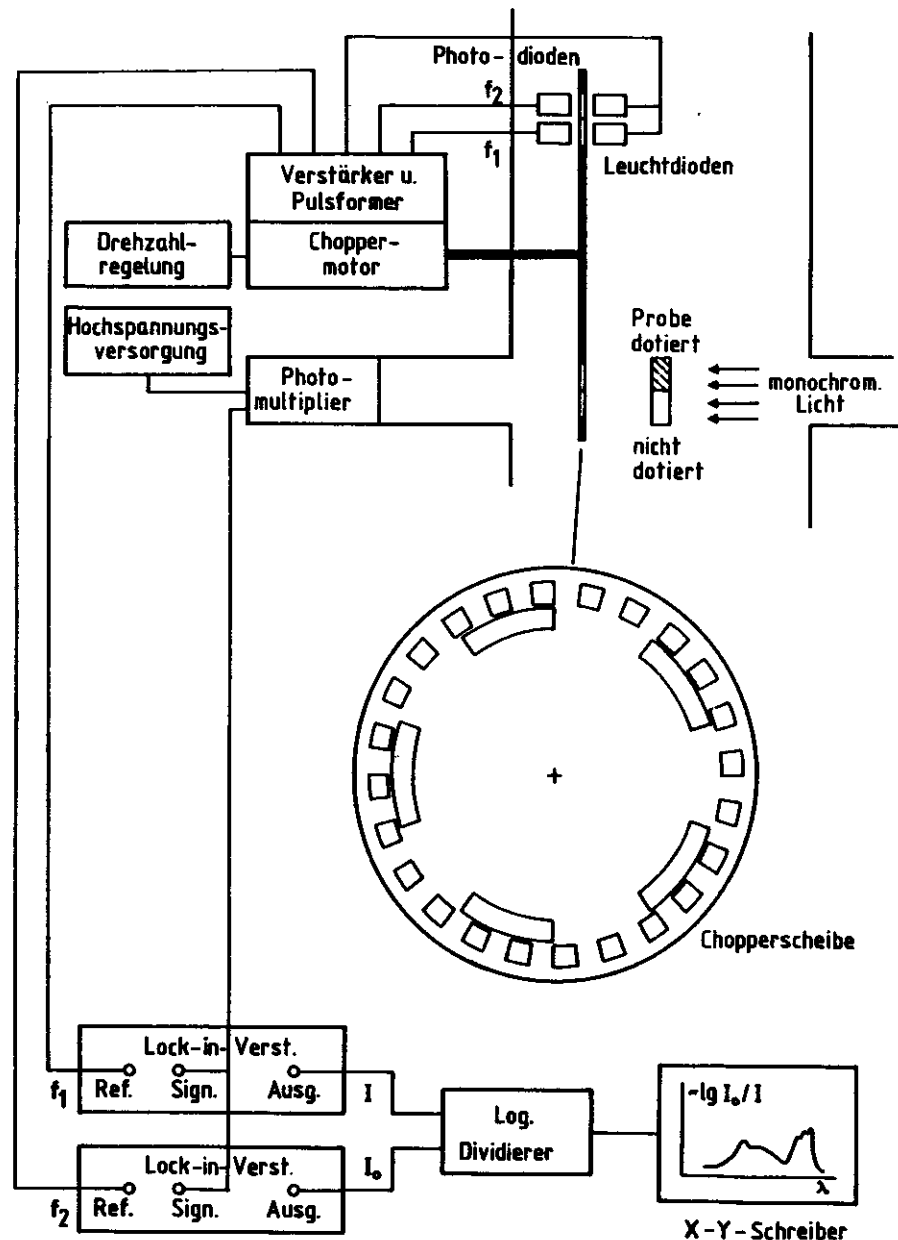 Photo-dioden
f2
f1
Leuchtdioden
Verstärker u.
Pulsformer
Drehzahl-
regelung
Chopper-
motor
Hochspannungs-
versorgung
Photo-
multiplier
Probe
dotiert
monochrom.
Licht
nicht
dotiert
Chopperscheibe
Lock-in-Verst.
f1 Ref. Sign. Ausg. I
Lock-in-Verst.
f2 Ref. Sign. Ausg. I₀
Log.
Dividierer
~lg I₀/I
λ
X-Y-Schreiber